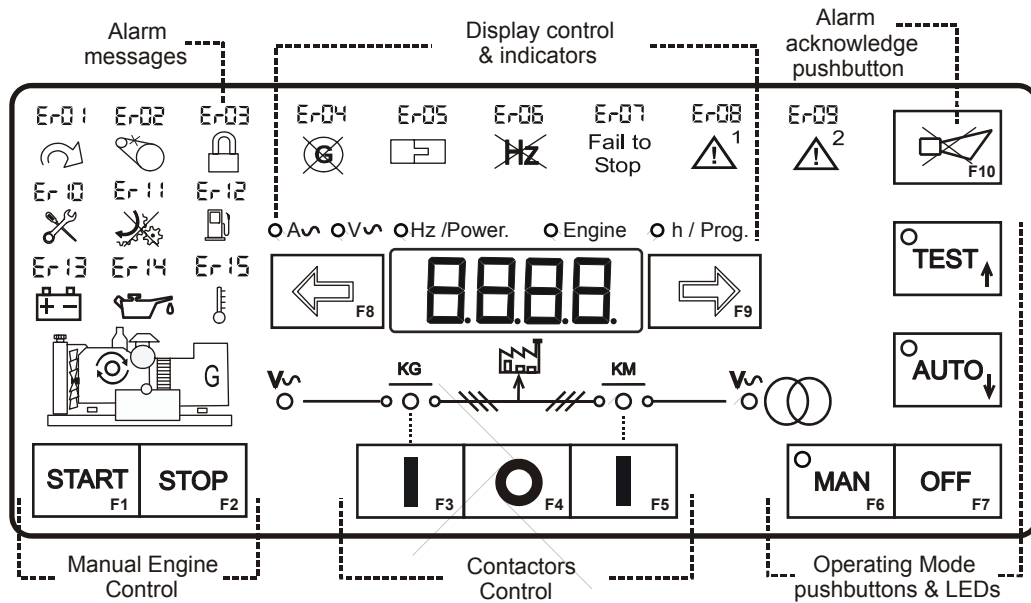 Alarm
messages
Display control
& indicators
Alarm
acknowledge
pushbutton
Er01 Er02 Er03 Er04 Er05 Er06 Er07 Er08 Er09
G
Hz
Fail to
Stop
1
2
F10
Er10 Er11 Er12
A V Hz /Power. Engine h / Prog.
TEST
Er13 Er14 Er15
+ -
F8
8.8.8.8.
F9
G
V
KG
KM
V
AUTO
START
F1
STOP
F2
F3
F4
F5
MAN
F6
OFF
F7
Manual Engine
Control
Contactors
Control
Operating Mode
pushbuttons & LEDs